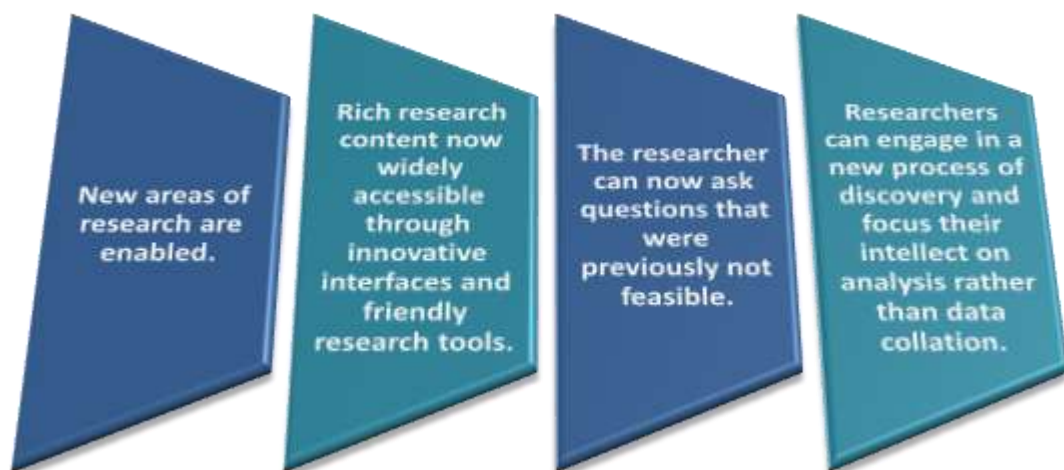 New areas of
research are
enabled.
Rich research
content now
widely
accessible
through
innovative
interfaces and
friendly
research tools.
The researcher
can now ask
questions that
were
previously not
feasible.
Researchers
can engage in a
new process of
discovery and
focus their
intellect on
analysis rather
than data
collation.